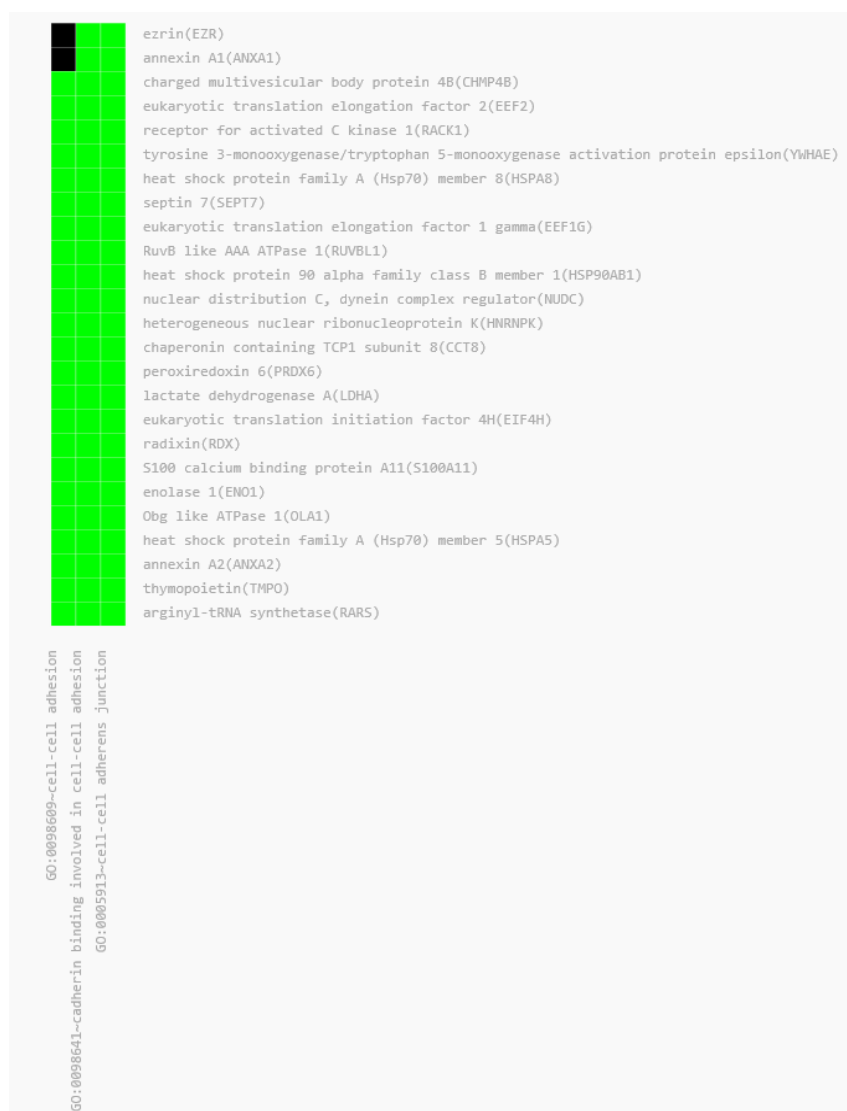 ezrin(EZR)
annexin A1(ANXA1)
charged multivesicular body protein 4B(CHMP4B)
eukaryotic translation elongation factor 2(EEF2)
receptor for activated C kinase 1(RACK1)
tyrosine 3-monooxygenase/tryptophan 5-monooxygenase activation protein epsilon(YWHAE)
heat shock protein family A (Hsp70) member 8(HSPA8)
septin 7(SEPT7)
eukaryotic translation elongation factor 1 gamma(EEF1G)
RuvB like AAA ATPase 1(RUVBL1)
heat shock protein 90 alpha family class B member 1(HSP90AB1)
nuclear distribution C, dynein complex regulator(NUDC)
heterogeneous nuclear ribonucleoprotein K(HNRNPK)
chaperonin containing TCP1 subunit 8(CCT8)
peroxiredoxin 6(PRDX6)
lactate dehydrogenase A(LDHA)
eukaryotic translation initiation factor 4H(EIF4H)
radixin(RDX)
S100 calcium binding protein A11(S100A11)
enolase 1(ENO1)
Obg like ATPase 1(OLA1)
heat shock protein family A (Hsp70) member 5(HSPA5)
annexin A2(ANXA2)
thymopoietin(TMPO)
arginyl-tRNA synthetase(RARS)
GO:0098609~cell-cell adhesion
GO:0098641~cadherin binding involved in cell-cell adhesion
GO:0005913~cell-cell adherens junction